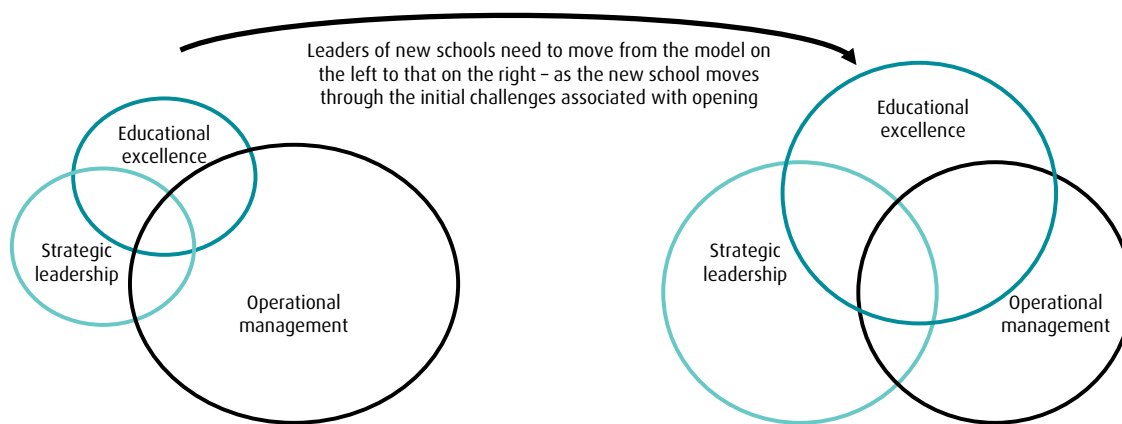 Leaders of new schools need to move from the model on
the left to that on the right – as the new school moves
through the initial challenges associated with opening
Educational
excellence
Strategic
leadership
Operational
management
Educational
excellence
Strategic
leadership
Operational
management